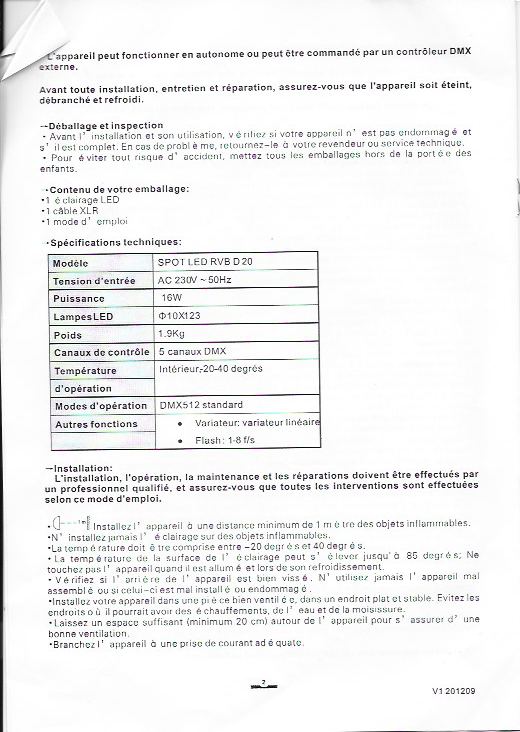 L'appareil peut fonctionner en autonome ou peut être commandé par un contrôleur DMX
externe.
Avant toute installation, entretien et réparation, assurez-vous que l'appareil soit éteint,
débranché et refroidi.
—Déballage et inspection
• Avant l' installation et son utilisation, vérifiez si votre appareil n' est pas endommagé et
s' il est complet. En cas de problème, retournez-le à votre revendeur ou service technique.
• Pour éviter tout risque d' accident, mettez tous les emballages hors de la portée des
enfants.
•Contenu de votre emballage:
•1 éclairage LED
•1 câble XLR
•1 mode d' emploi
•Spécifications techniques:
Modèle SPOT LED RVB D20
Tension d'entrée AC 230V ~ 50Hz
Puissance 16W
Lampes LED Φ10X123
Poids 1.9Kg
Canaux de contrôle 5 canaux DMX
Température Intérieur,-20-40 degrés
d'opération
Modes d'opération DMX512 standard
Autres fonctions • Variateur: variateur linéaire
• Flash: 1-8 f/s
—Installation:
L'installation, l'opération, la maintenance et les réparations doivent être effectués par
un professionnel qualifié, et assurez-vous que toutes les interventions sont effectuées
selon ce mode d'emploi.
• 1m Installez l' appareil à une distance minimum de 1 mètre des objets inflammables.
•N' installez jamais l' éclairage sur des objets inflammables.
•La température doit être comprise entre –20 degrés et 40 degrés.
• La température de la surface de l' éclairage peut s' élever jusqu'à 85 degrés; Ne
touchez pas l' appareil quand il est allumé et lors de son refroidissement.
• Vérifiez si l' arrière de l' appareil est bien vissé. N' utilisez jamais l' appareil mal
assemblé ou si celui-ci est mal installé ou endommagé.
•Installez votre appareil dans une pièce bien ventilée, dans un endroit plat et stable. Evitez les
endroits où il pourrait avoir des échauffements, de l' eau et de la moisissure.
•Laissez un espace suffisant (minimum 20 cm) autour de l' appareil pour s' assurer d' une
bonne ventilation.
•Branchez l' appareil à une prise de courant adéquate.
2
V1 201209